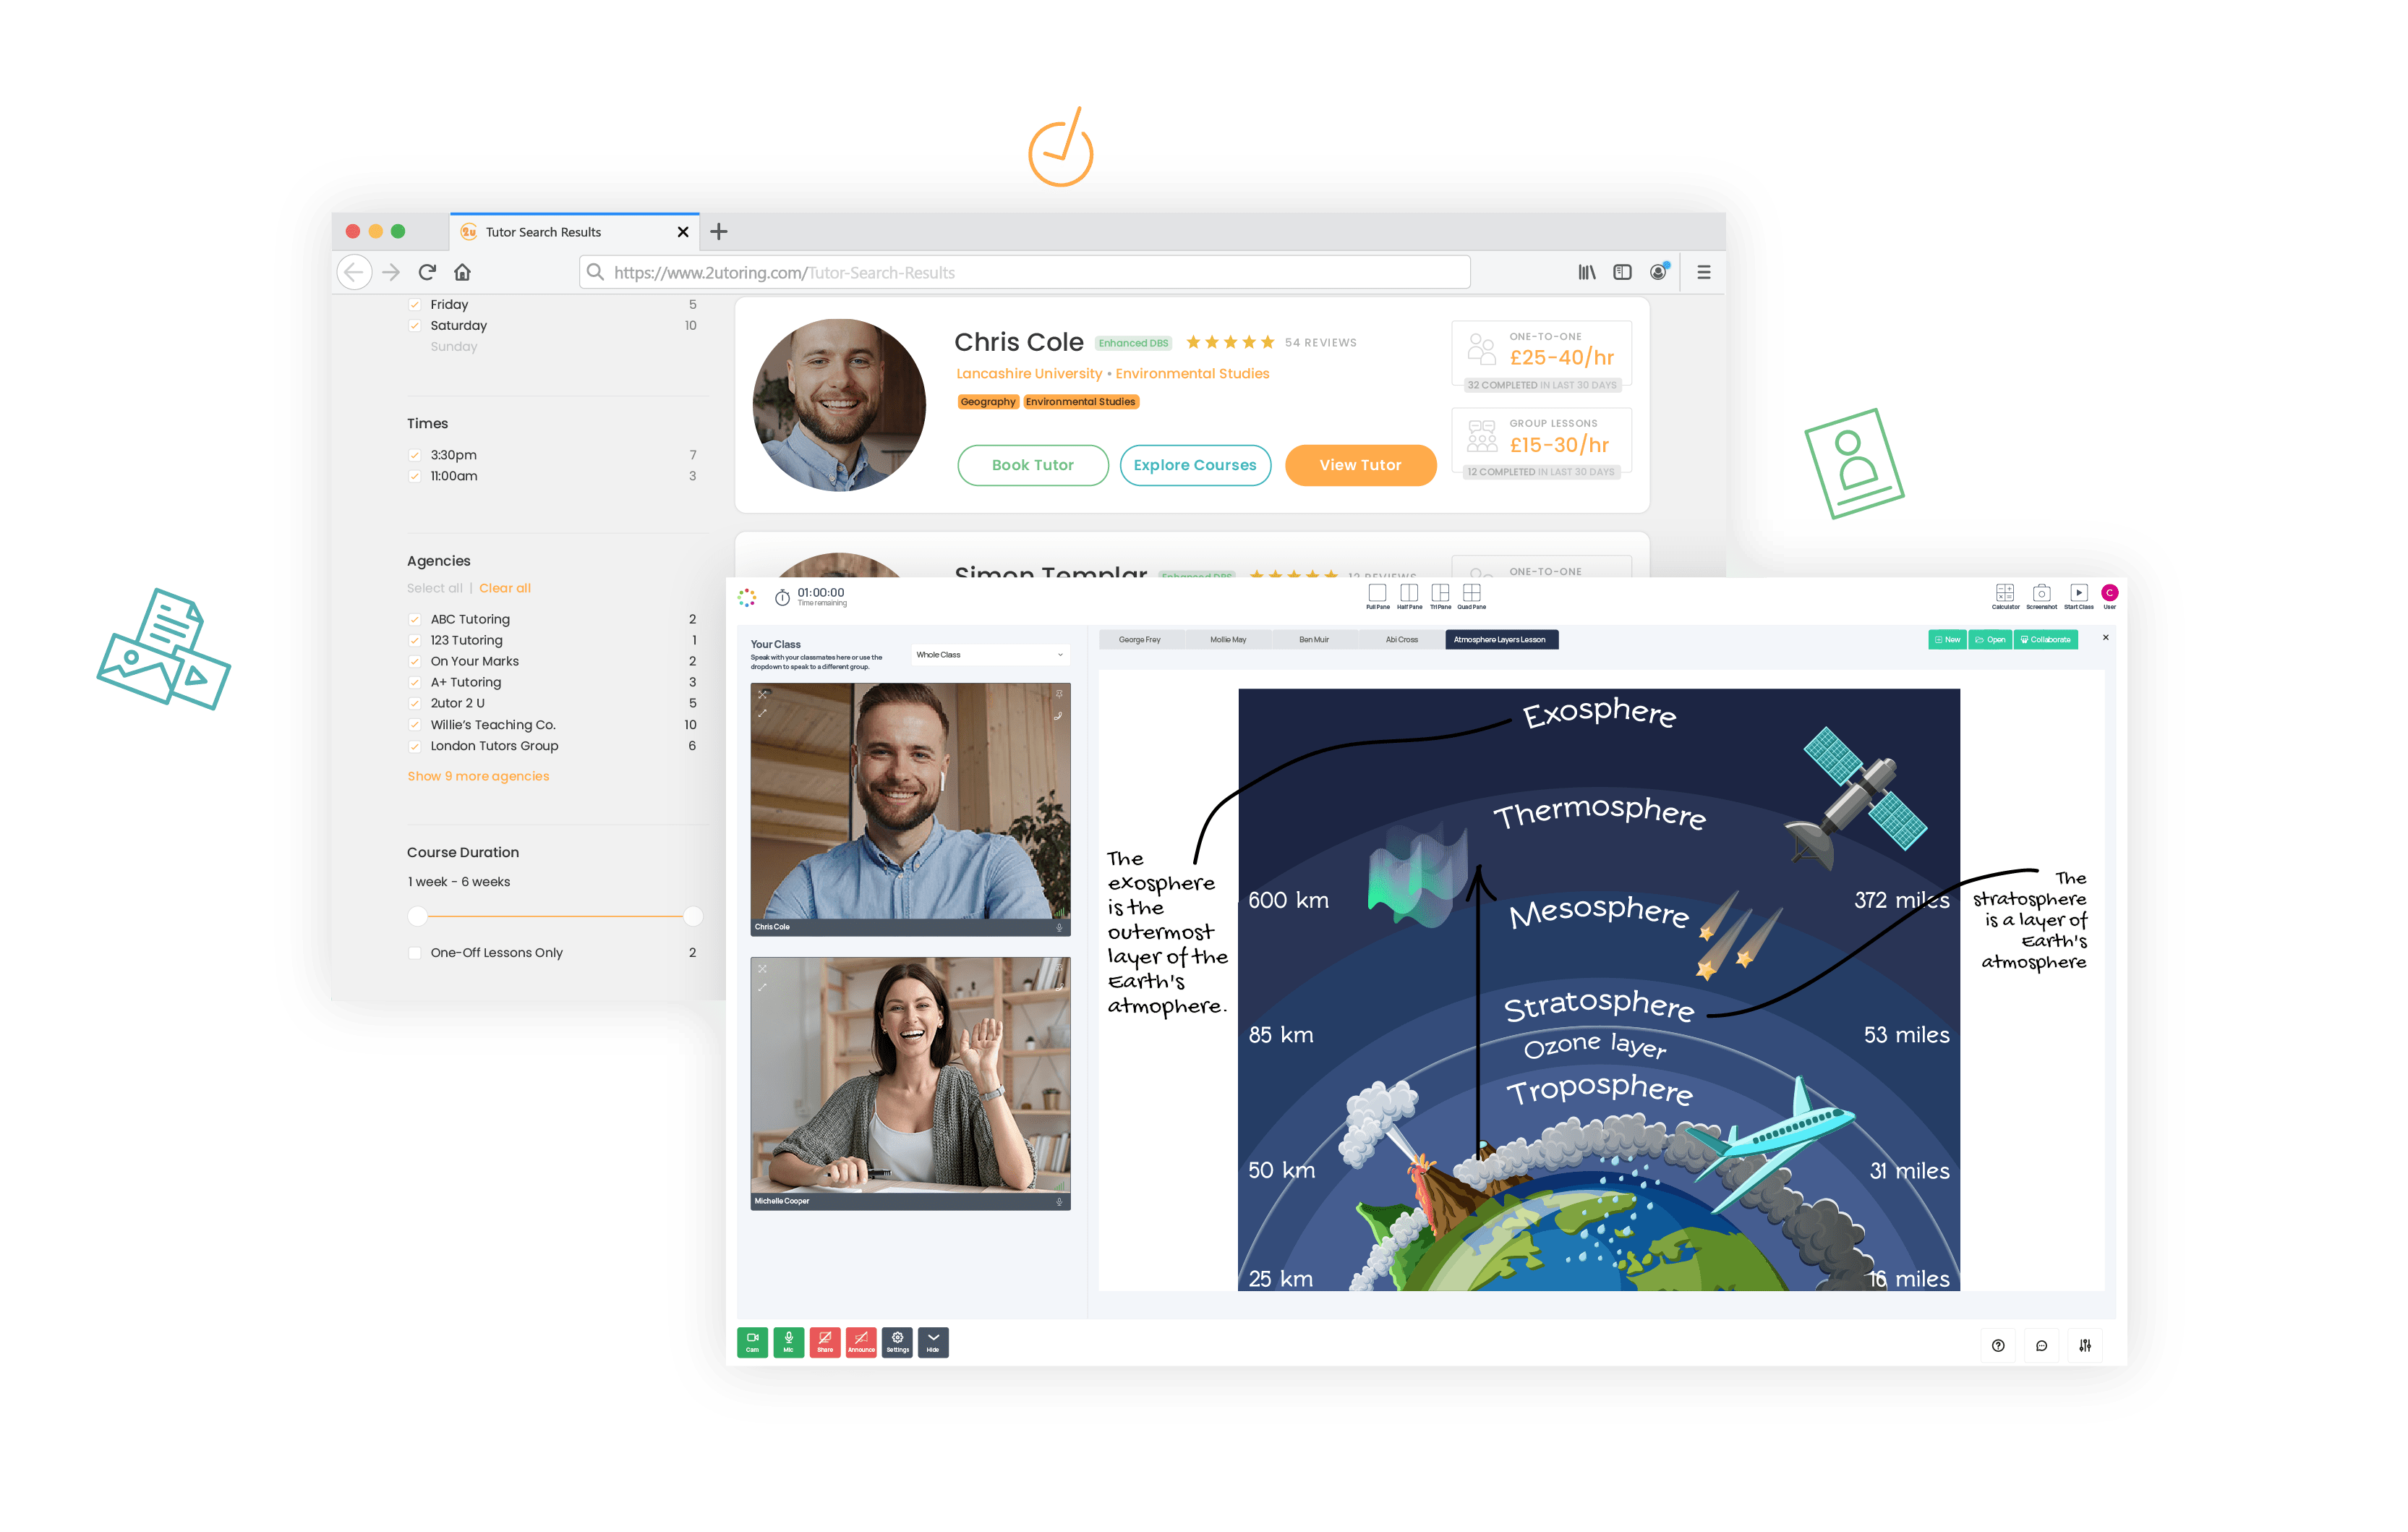 2u Tutor Search Results
https://www.2utoring.com/Tutor-Search-Results
Friday 5
Saturday 10
Sunday
Times
3:30pm 7
11:00am 3
Agencies
Select all | Clear all
ABC Tutoring 2
123 Tutoring 1
On Your Marks 2
A+ Tutoring 3
2utor 2 U 5
Willie's Teaching Co. 10
London Tutors Group 6
Show 9 more agencies
Course Duration
1 week - 6 weeks
One-Off Lessons Only 2
Chris Cole Enhanced DBS 54 REVIEWS
Lancashire University • Environmental Studies
Geography Environmental Studies
Book Tutor Explore Courses View Tutor
ONE-TO-ONE
£25-40/hr
32 COMPLETED IN LAST 30 DAYS
GROUP LESSONS
£15-30/hr
12 COMPLETED IN LAST 30 DAYS
Simon Templar Enhanced DBS 12 REVIEWS
ONE-TO-ONE
01:00:00
Time remaining
Full Pane Half Pane Tri Pane Quad Pane
Calculator Screenshot Start Class User
C
Your Class
Speak with your classmates here or use the
dropdown to speak to a different group.
Whole Class
Chris Cole
Michelle Cooper
George Frey Mollie May Ben Muir Abi Cross Atmosphere Layers Lesson
New Open Collaborate
Exosphere
Thermosphere
Mesosphere
Stratosphere
Ozone layer
Troposphere
600 km 372 miles
85 km 53 miles
50 km 31 miles
25 km 16 miles
The
exosphere
is the
outermost
layer of the
Earth's
atmophere.
The
stratosphere
is a layer of
Earth's
atmosphere
Cam Mic Share Announce Settings Hide